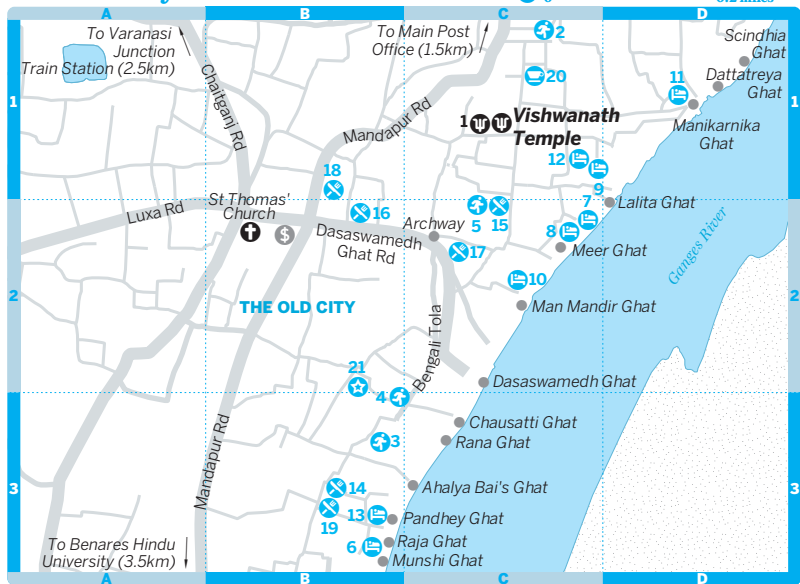 A
B
C
D
To Varanasi
Junction
Train Station (2.5km)
To Main Post
Office (1.5km)
2
Scindhia
Ghat
Chaitganj Rd
20
11
Dattatreya
Ghat
1
1
Mandapur Rd
1
Vishwanath
Temple
Manikarnika
Ghat
12
9
18
St Thomas'
Church
16
Luxa Rd
$
Dasaswamedh
Ghat Rd
Archway
5
15
7
Lalita Ghat
8
Meer Ghat
17
Ganges River
10
2
2
THE OLD CITY
Man Mandir Ghat
Bengali Tola
21
Dasaswamedh Ghat
4
Chausatti Ghat
3
Rana Ghat
Mandapur Rd
3
3
14
Ahalya Bai's Ghat
19
13
Pandhey Ghat
To Benares Hindu
University (3.5km)
6
Raja Ghat
Munshi Ghat
A
B
C
D